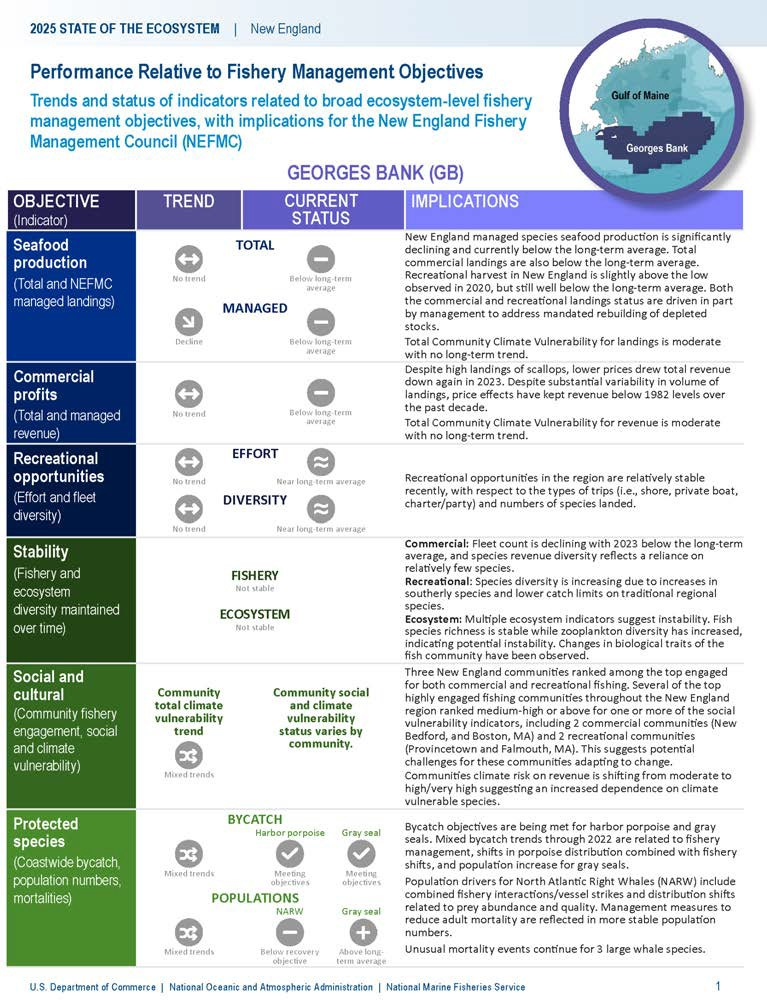 2025 STATE OF THE ECOSYSTEM | New England
Performance Relative to Fishery Management Objectives
Trends and status of indicators related to broad ecosystem-level fishery
management objectives, with implications for the New England Fishery
Management Council (NEFMC)
Gulf of Maine
Georges Bank
GEORGES BANK (GB)
OBJECTIVE
(Indicator)
TREND
CURRENT
STATUS
IMPLICATIONS
Seafood
production
(Total and NEFMC
managed landings)
TOTAL
No trend
Below long-term
average
MANAGED
Decline
Below long-term
average
New England managed species seafood production is significantly
declining and currently below the long-term average. Total
commercial landings are also below the long-term average.
Recreational harvest in New England is slightly above the low
observed in 2020, but still well below the long-term average. Both
the commercial and recreational landings status are driven in part
by management to address mandated rebuilding of depleted
stocks.
Total Community Climate Vulnerability for landings is moderate
with no long-term trend.
Commercial
profits
(Total and managed
revenue)
No trend
Below long-term
average
Despite high landings of scallops, lower prices drew total revenue
down again in 2023. Despite substantial variability in volume of
landings, price effects have kept revenue below 1982 levels over
the past decade.
Total Community Climate Vulnerability for revenue is moderate
with no long-term trend.
Recreational
opportunities
(Effort and fleet
diversity)
EFFORT
No trend
Near long-term average
DIVERSITY
No trend
Near long-term average
Recreational opportunities in the region are relatively stable
recently, with respect to the types of trips (i.e., shore, private boat,
charter/party) and numbers of species landed.
Stability
(Fishery and
ecosystem
diversity maintained
over time)
FISHERY
Not stable
ECOSYSTEM
Not stable
Commercial: Fleet count is declining with 2023 below the long-term
average, and species revenue diversity reflects a reliance on
relatively few species.
Recreational: Species diversity is increasing due to increases in
southerly species and lower catch limits on traditional regional
species.
Ecosystem: Multiple ecosystem indicators suggest instability. Fish
species richness is stable while zooplankton diversity has increased,
indicating potential instability. Changes in biological traits of the
fish community have been observed.
Social and
cultural
(Community fishery
engagement, social
and climate
vulnerability)
Community
total climate
vulnerability
trend
Mixed trends
Community social
and climate
vulnerability
status varies by
community.
Three New England communities ranked among the top engaged
for both commercial and recreational fishing. Several of the top
highly engaged fishing communities throughout the New England
region ranked medium-high or above for one or more of the social
vulnerability indicators, including 2 commercial communities (New
Bedford, and Boston, MA) and 2 recreational communities
(Provincetown and Falmouth, MA). This suggests potential
challenges for these communities adapting to change.
Communities climate risk on revenue is shifting from moderate to
high/very high suggesting an increased dependence on climate
vulnerable species.
Protected
species
(Coastwide bycatch,
population numbers,
mortalities)
BYCATCH
Harbor porpoise
Gray seal
Mixed trends
Meeting
objectives
Meeting
objectives
POPULATIONS
NARW
Gray seal
Mixed trends
Below recovery
objective
Above long-
term average
Bycatch objectives are being met for harbor porpoise and gray
seals. Mixed bycatch trends through 2022 are related to fishery
management, shifts in porpoise distribution combined with fishery
shifts, and population increase for gray seals.
Population drivers for North Atlantic Right Whales (NARW) include
combined fishery interactions/vessel strikes and distribution shifts
related to prey abundance and quality. Management measures to
reduce adult mortality are reflected in more stable population
numbers.
Unusual mortality events continue for 3 large whale species.
U.S. Department of Commerce | National Oceanic and Atmospheric Administration | National Marine Fisheries Service
1